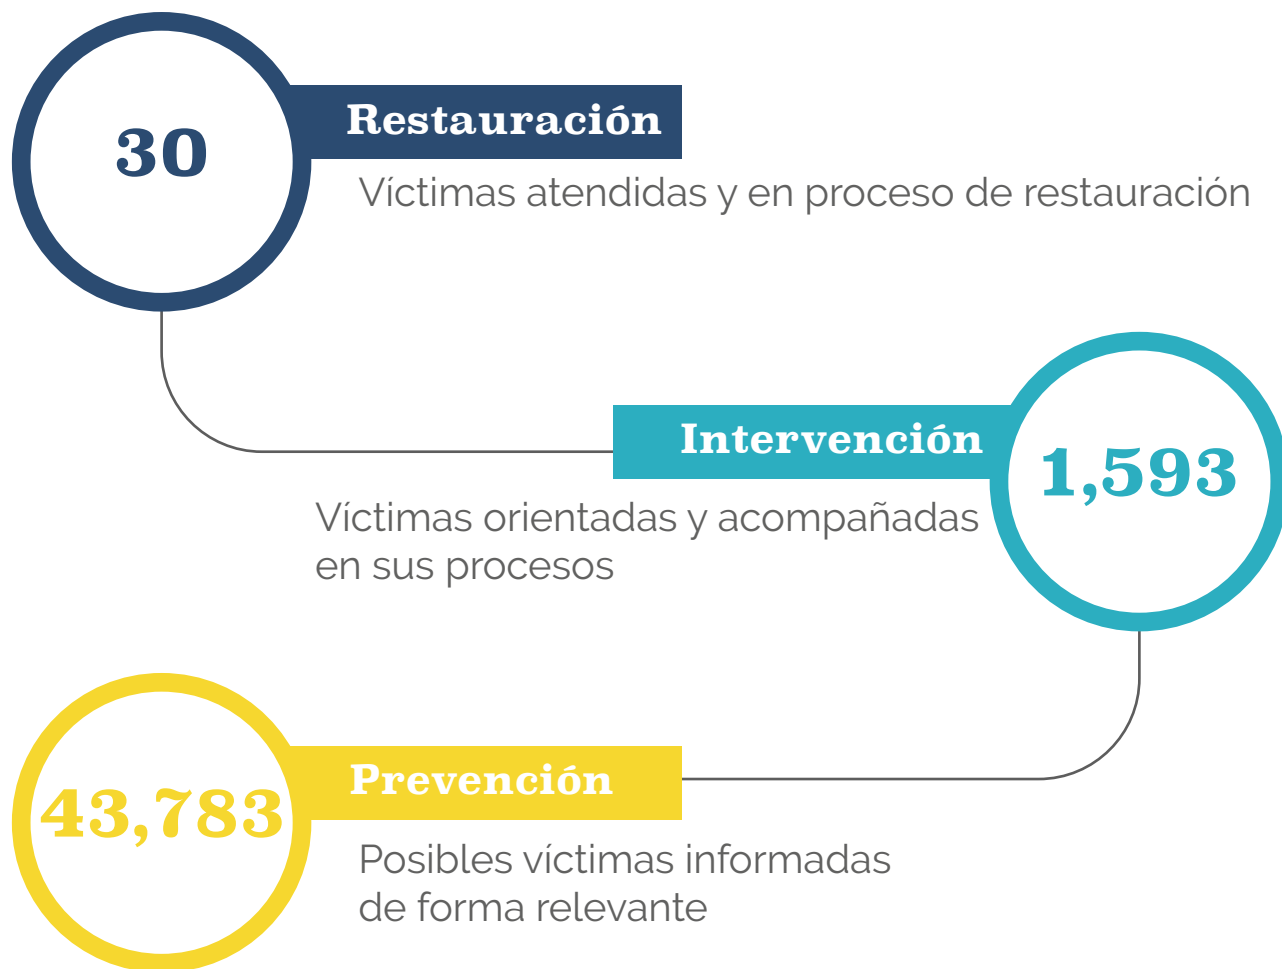 30
Restauración
Víctimas atendidas y en proceso de restauración
Intervención
1,593
Víctimas orientadas y acompañadas
en sus procesos
43,783
Prevención
Posibles víctimas informadas
de forma relevante